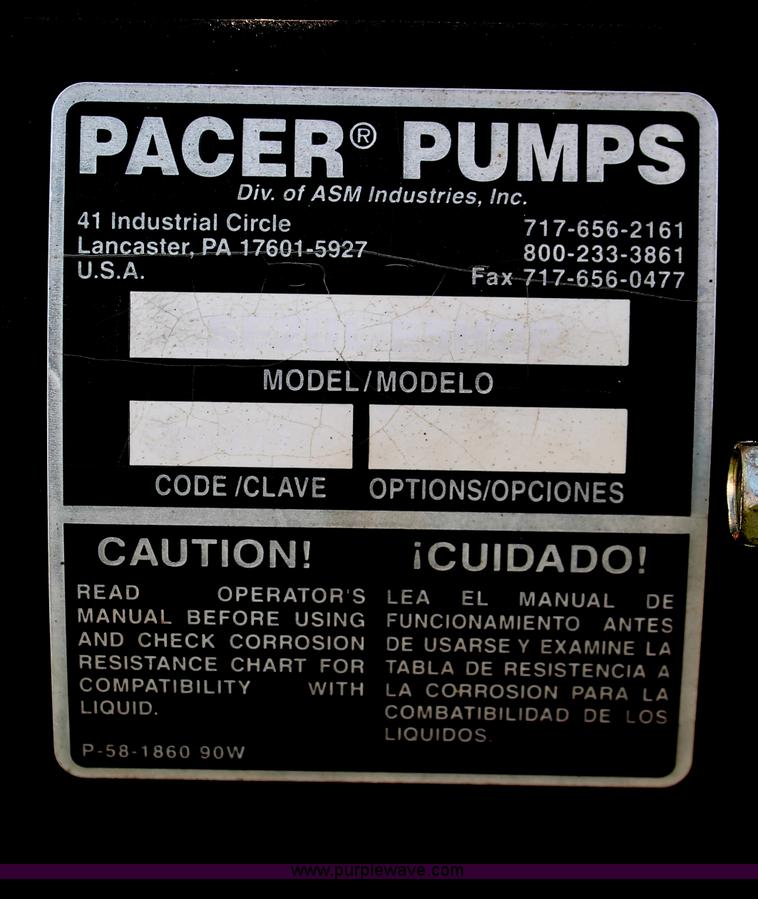 PACER® PUMPS
Div. of ASM Industries, Inc.
41 Industrial Circle
Lancaster, PA 17601-5927
U.S.A.
717-656-2161
800-233-3861
Fax 717-656-0477
MODEL/MODELO
CODE /CLAVE
OPTIONS/OPCIONES
CAUTION!
READ OPERATOR'S
MANUAL BEFORE USING
AND CHECK CORROSION
RESISTANCE CHART FOR
COMPATIBILITY WITH
LIQUID.
P-58-1860 90W
¡CUIDADO!
LEA EL MANUAL DE
FUNCIONAMIENTO ANTES
DE USARSE Y EXAMINE LA
TABLA DE RESISTENCIA A
LA CORROSION PARA LA
COMBATIBILIDAD DE LOS
LIQUIDOS.
www.purplewave.com